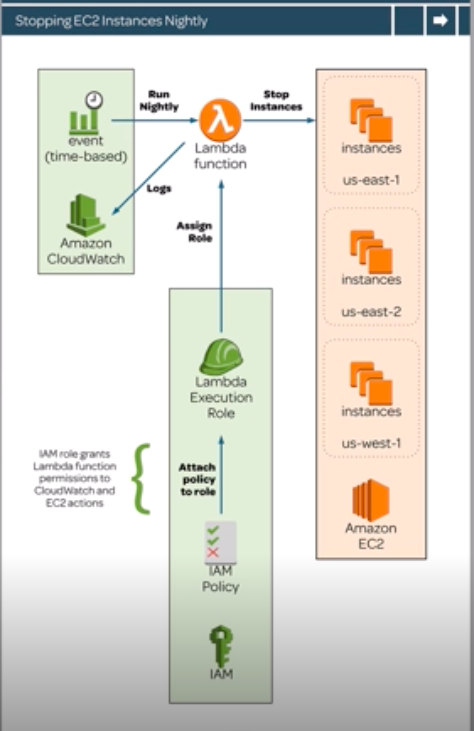 Stopping EC2 Instances Nightly
event
(time-based)
Run
Nightly
Lambda
function
Stop
Instances
instances
us-east-1
Logs
Amazon
CloudWatch
Assign
Role
instances
us-east-2
Lambda
Execution
Role
instances
us-west-1
IAM role grants
Lambda function
permissions to
CloudWatch and
EC2 actions
Attach
policy
to role
Amazon
EC2
IAM
Policy
IAM